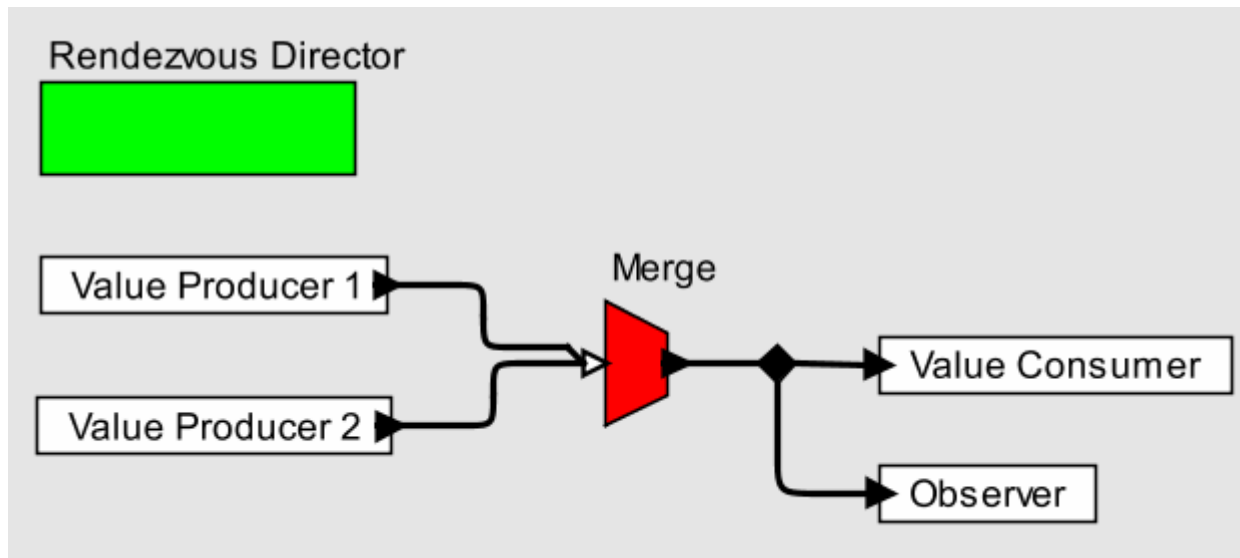 Rendezvous Director
Value Producer 1
Merge
Value Consumer
Value Producer 2
Observer